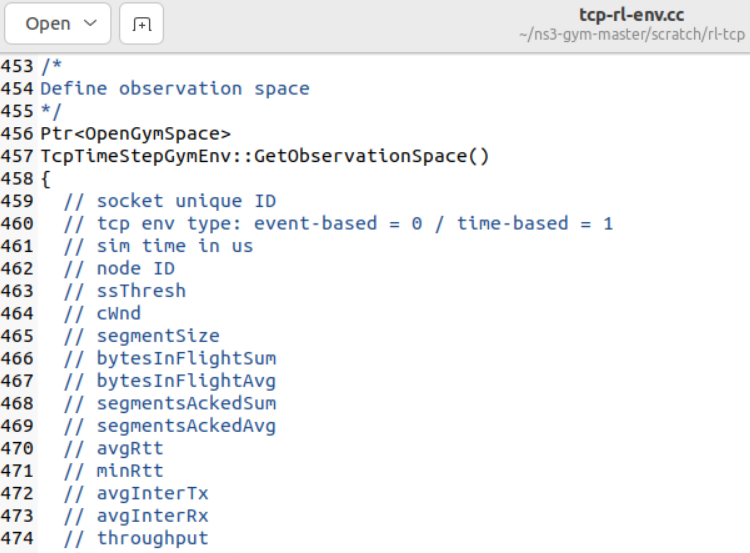 Open
tcp-rl-env.cc
~/ns3-gym-master/scratch/rl-tcp
453 /*
454 Define observation space
455 */
456 Ptr<OpenGymSpace>
457 TcpTimeStepGymEnv::GetObservationSpace()
458 {
459   // socket unique ID
460   // tcp env type: event-based = 0 / time-based = 1
461   // sim time in us
462   // node ID
463   // ssThresh
464   // cWnd
465   // segmentSize
466   // bytesInFlightSum
467   // bytesInFlightAvg
468   // segmentsAckedSum
469   // segmentsAckedAvg
470   // avgRtt
471   // minRtt
472   // avgInterTx
473   // avgInterRx
474   // throughput